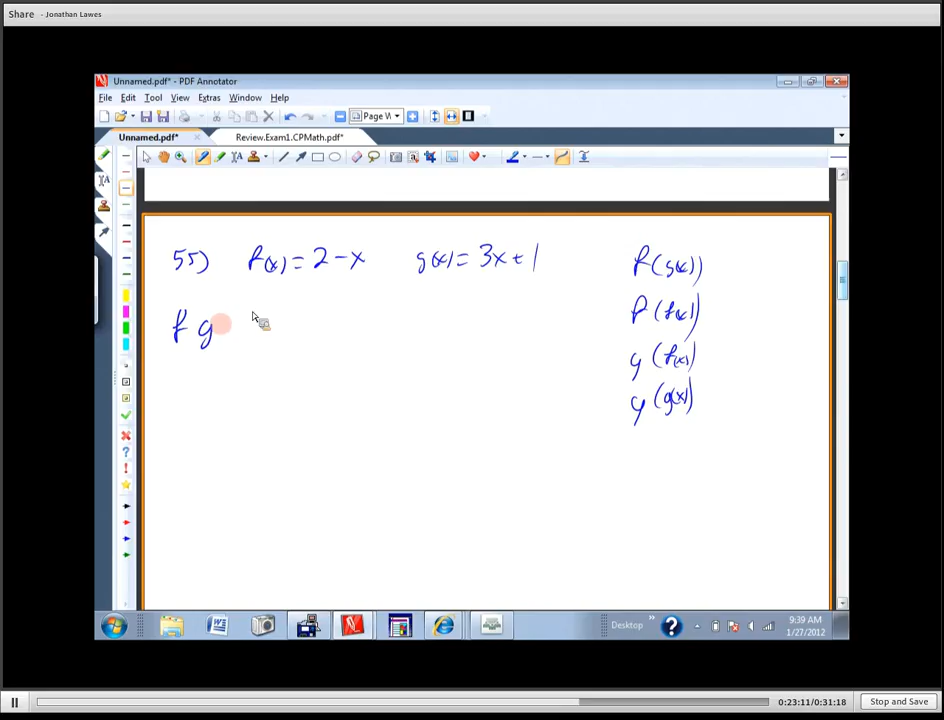 Share - Jonathan Lawes
Unnamed.pdf* - PDF Annotator
File Edit Tool View Extras Window Help
Page W
Unnamed.pdf* Review.Exam1.CPMath.pdf*
55) f(x) = 2 - x g(x) = 3x + 1 f(g(x))
f(f(x))
f g
g(f(x))
g(g(x))
Desktop
9:39 AM
1/27/2012
0:23:11/0:31:18 Stop and Save